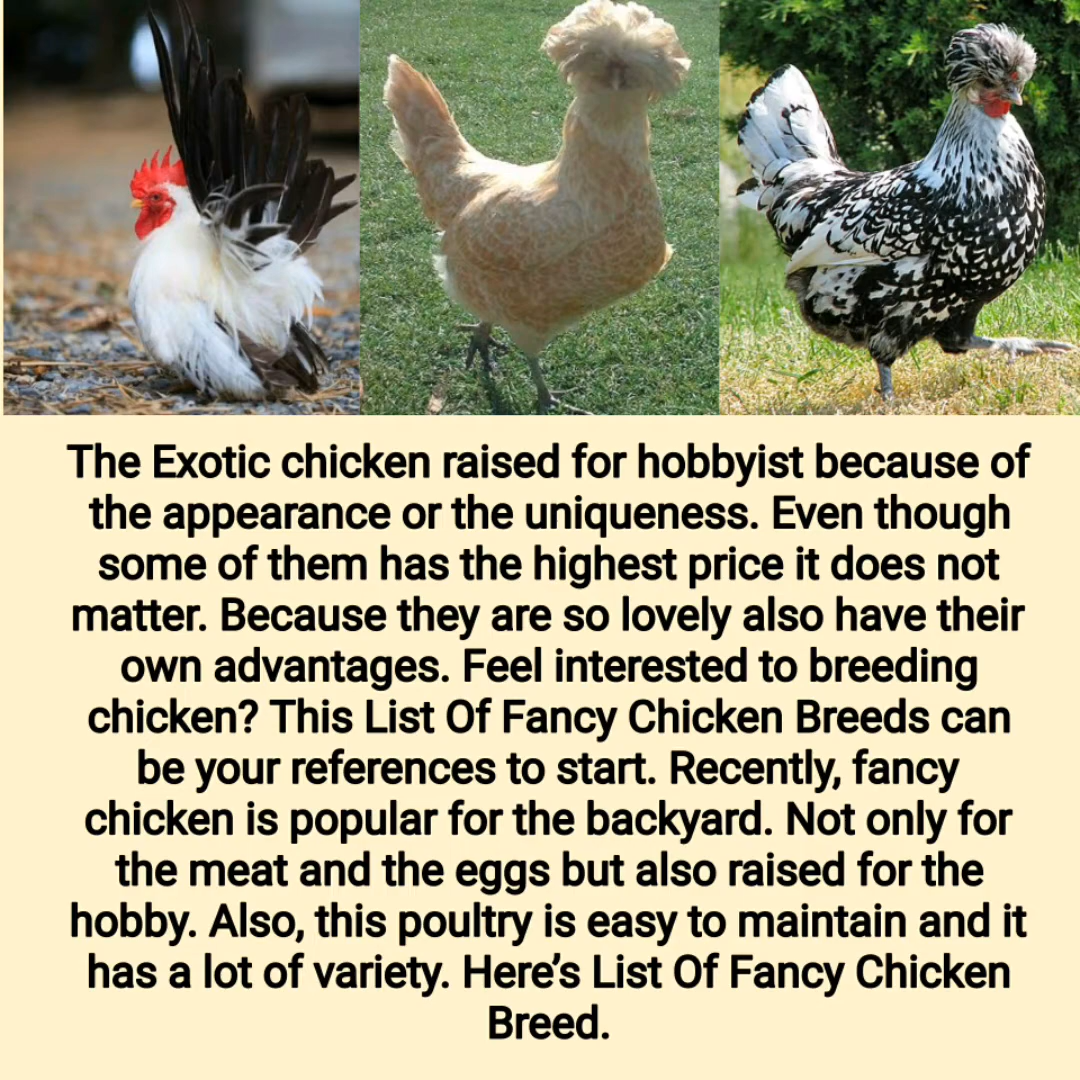 The Exotic chicken raised for hobbyist because of
the appearance or the uniqueness. Even though
some of them has the highest price it does not
matter. Because they are so lovely also have their
own advantages. Feel interested to breeding
chicken? This List Of Fancy Chicken Breeds can
be your references to start. Recently, fancy
chicken is popular for the backyard. Not only for
the meat and the eggs but also raised for the
hobby. Also, this poultry is easy to maintain and it
has a lot of variety. Here’s List Of Fancy Chicken
Breed.